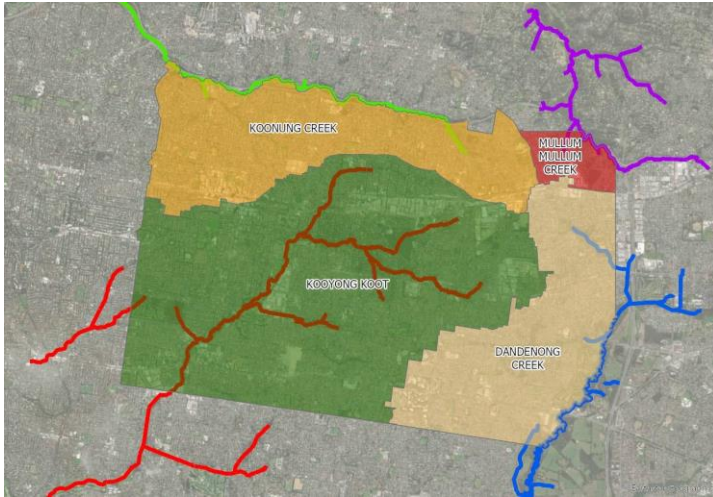 KOONUNG CREEK
MULLUM
MULLUM
CREEK
KOOYONG KOOT
DANDENONG
CREEK